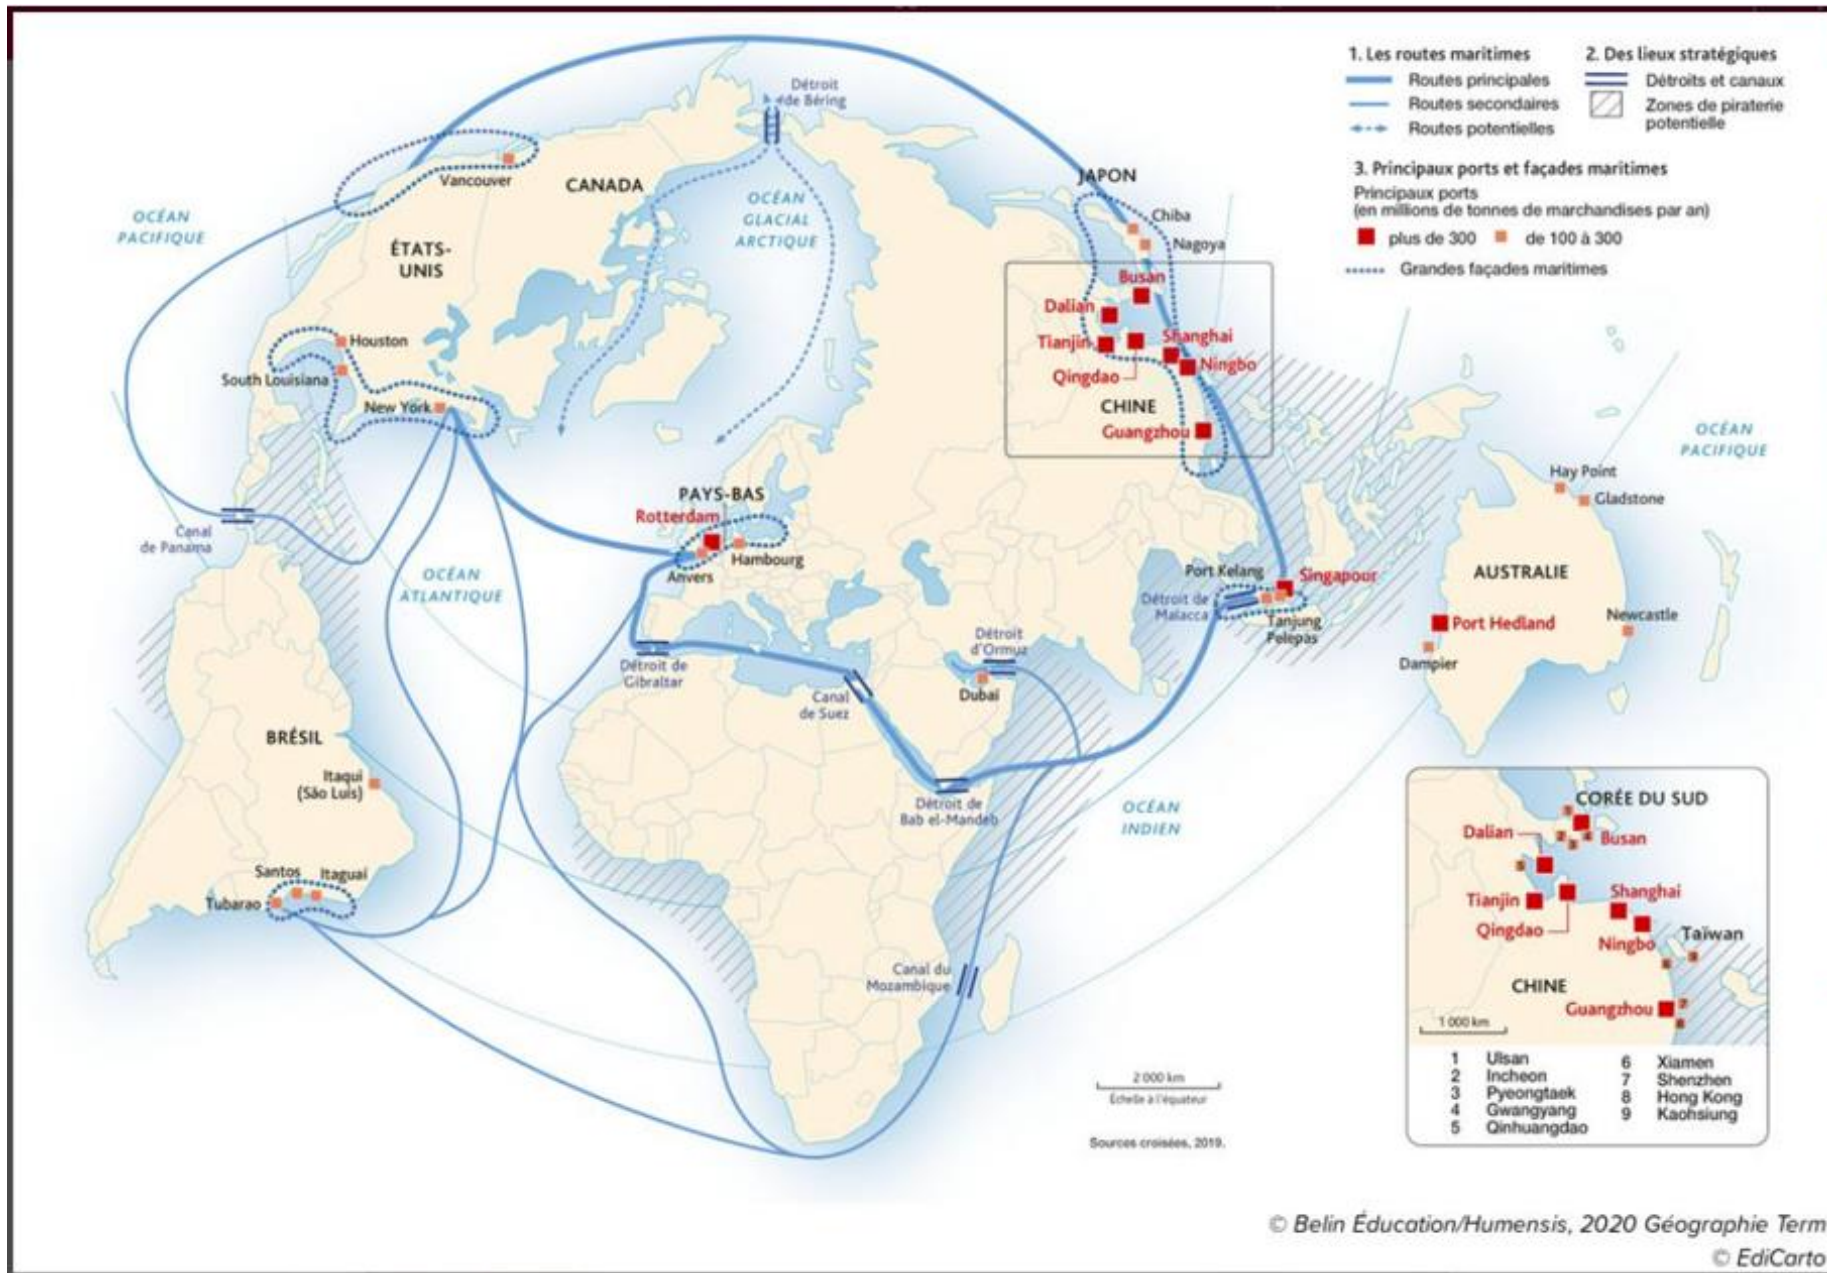 1. Les routes maritimes
Routes principales
Routes secondaires
Routes potentielles
2. Des lieux stratégiques
Détroits et canaux
Zones de piraterie
potentielle
3. Principaux ports et façades maritimes
Principaux ports
(en millions de tonnes de marchandises par an)
plus de 300
de 100 à 300
Grandes façades maritimes
Détroit
de Béring
OCÉAN
PACIFIQUE
Vancouver
CANADA
OCÉAN
GLACIAL
ARCTIQUE
ÉTATS-
UNIS
Houston
South Louisiana
New York
JAPON
Chiba
Nagoya
Busan
Dalian
Tianjin
Shanghai
Qingdao
Ningbo
CHINE
Guangzhou
OCÉAN
PACIFIQUE
Hay Point
Gladstone
AUSTRALIE
Port Hedland
Newcastle
Dampier
Canal
de Panama
OCÉAN
ATLANTIQUE
PAYS-BAS
Rotterdam
Anvers
Hambourg
Port Kelang
Singapour
Détroit de
Malacca
Tanjung
Pelepas
Détroit de
Gibraltar
Canal
de Suez
Détroit
d'Ormuz
Dubaï
BRÉSIL
Itaqui
(São Luis)
Santos
Itaguai
Tubarao
Détroit de
Bab el-Mandeb
OCÉAN
INDIEN
Canal du
Mozambique
2 000 km
Échelle à l'équateur
Sources croisées, 2019.
CORÉE DU SUD
Dalian
Busan
Tianjin
Shanghai
Qingdao
Ningbo
Taïwan
CHINE
Guangzhou
1 000 km
1 Ulsan
2 Incheon
3 Pyeongtaek
4 Gwangyang
5 Qinhuangdao
6 Xiamen
7 Shenzhen
8 Hong Kong
9 Kaohsiung
© Belin Éducation/Humensis, 2020 Géographie Term
© EdiCarto